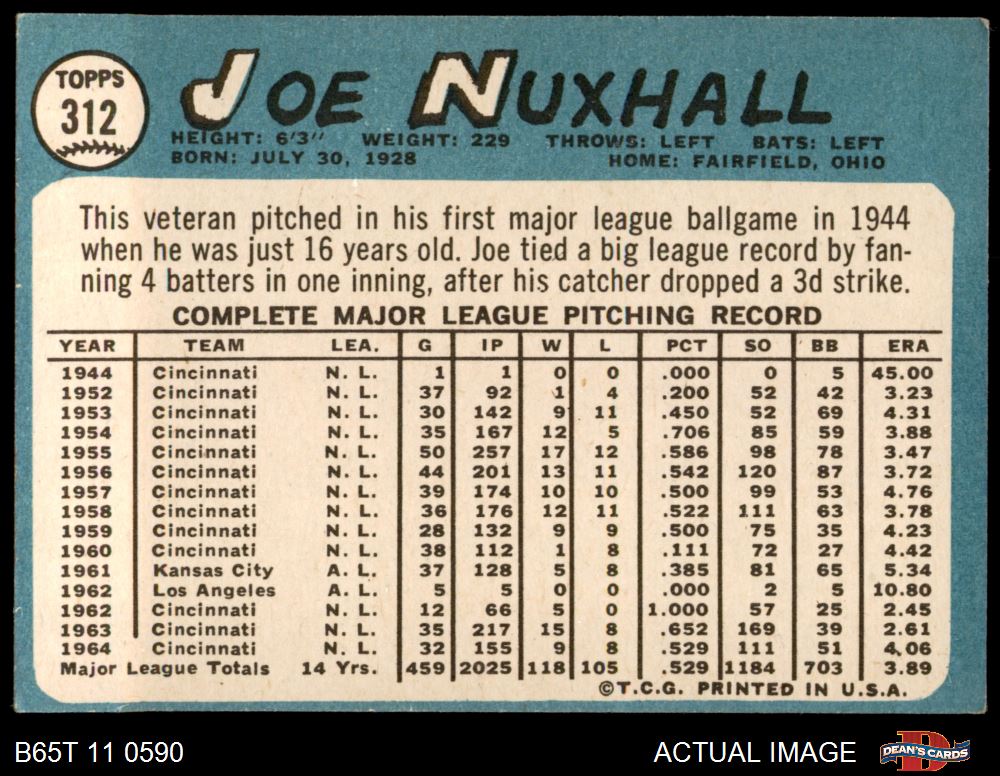 TOPPS
312
JOE NUXHALL
HEIGHT: 6'3" WEIGHT: 229 THROWS: LEFT BATS: LEFT
BORN: JULY 30, 1928 HOME: FAIRFIELD, OHIO
This veteran pitched in his first major league ballgame in 1944
when he was just 16 years old. Joe tied a big league record by fan-
ning 4 batters in one inning, after his catcher dropped a 3d strike.
COMPLETE MAJOR LEAGUE PITCHING RECORD
YEAR TEAM LEA. G IP W L PCT SO BB ERA
1944 Cincinnati N. L. 1 1 0 0 .000 0 5 45.00
1952 Cincinnati N. L. 37 92 1 4 .200 52 42 3.23
1953 Cincinnati N. L. 30 142 9 11 .450 52 69 4.31
1954 Cincinnati N. L. 35 167 12 5 .706 85 59 3.88
1955 Cincinnati N. L. 50 257 17 12 .586 98 78 3.47
1956 Cincinnati N. L. 44 201 13 11 .542 120 87 3.72
1957 Cincinnati N. L. 39 174 10 10 .500 99 53 4.76
1958 Cincinnati N. L. 36 176 12 11 .522 111 63 3.78
1959 Cincinnati N. L. 28 132 9 9 .500 75 35 4.23
1960 Cincinnati N. L. 38 112 1 8 .111 72 27 4.42
1961 Kansas City A. L. 37 128 5 8 .385 81 65 5.34
1962 Los Angeles A. L. 5 5 0 0 .000 2 5 10.80
1962 Cincinnati N. L. 12 66 5 0 1.000 57 25 2.45
1963 Cincinnati N. L. 35 217 15 8 .652 169 39 2.61
1964 Cincinnati N. L. 32 155 9 8 .529 111 51 4.06
Major League Totals 14 Yrs. 459 2025 118 105 .529 1184 703 3.89
©T.C.G. PRINTED IN U.S.A.
B65T 11 0590 ACTUAL IMAGE DEAN'S CARDS